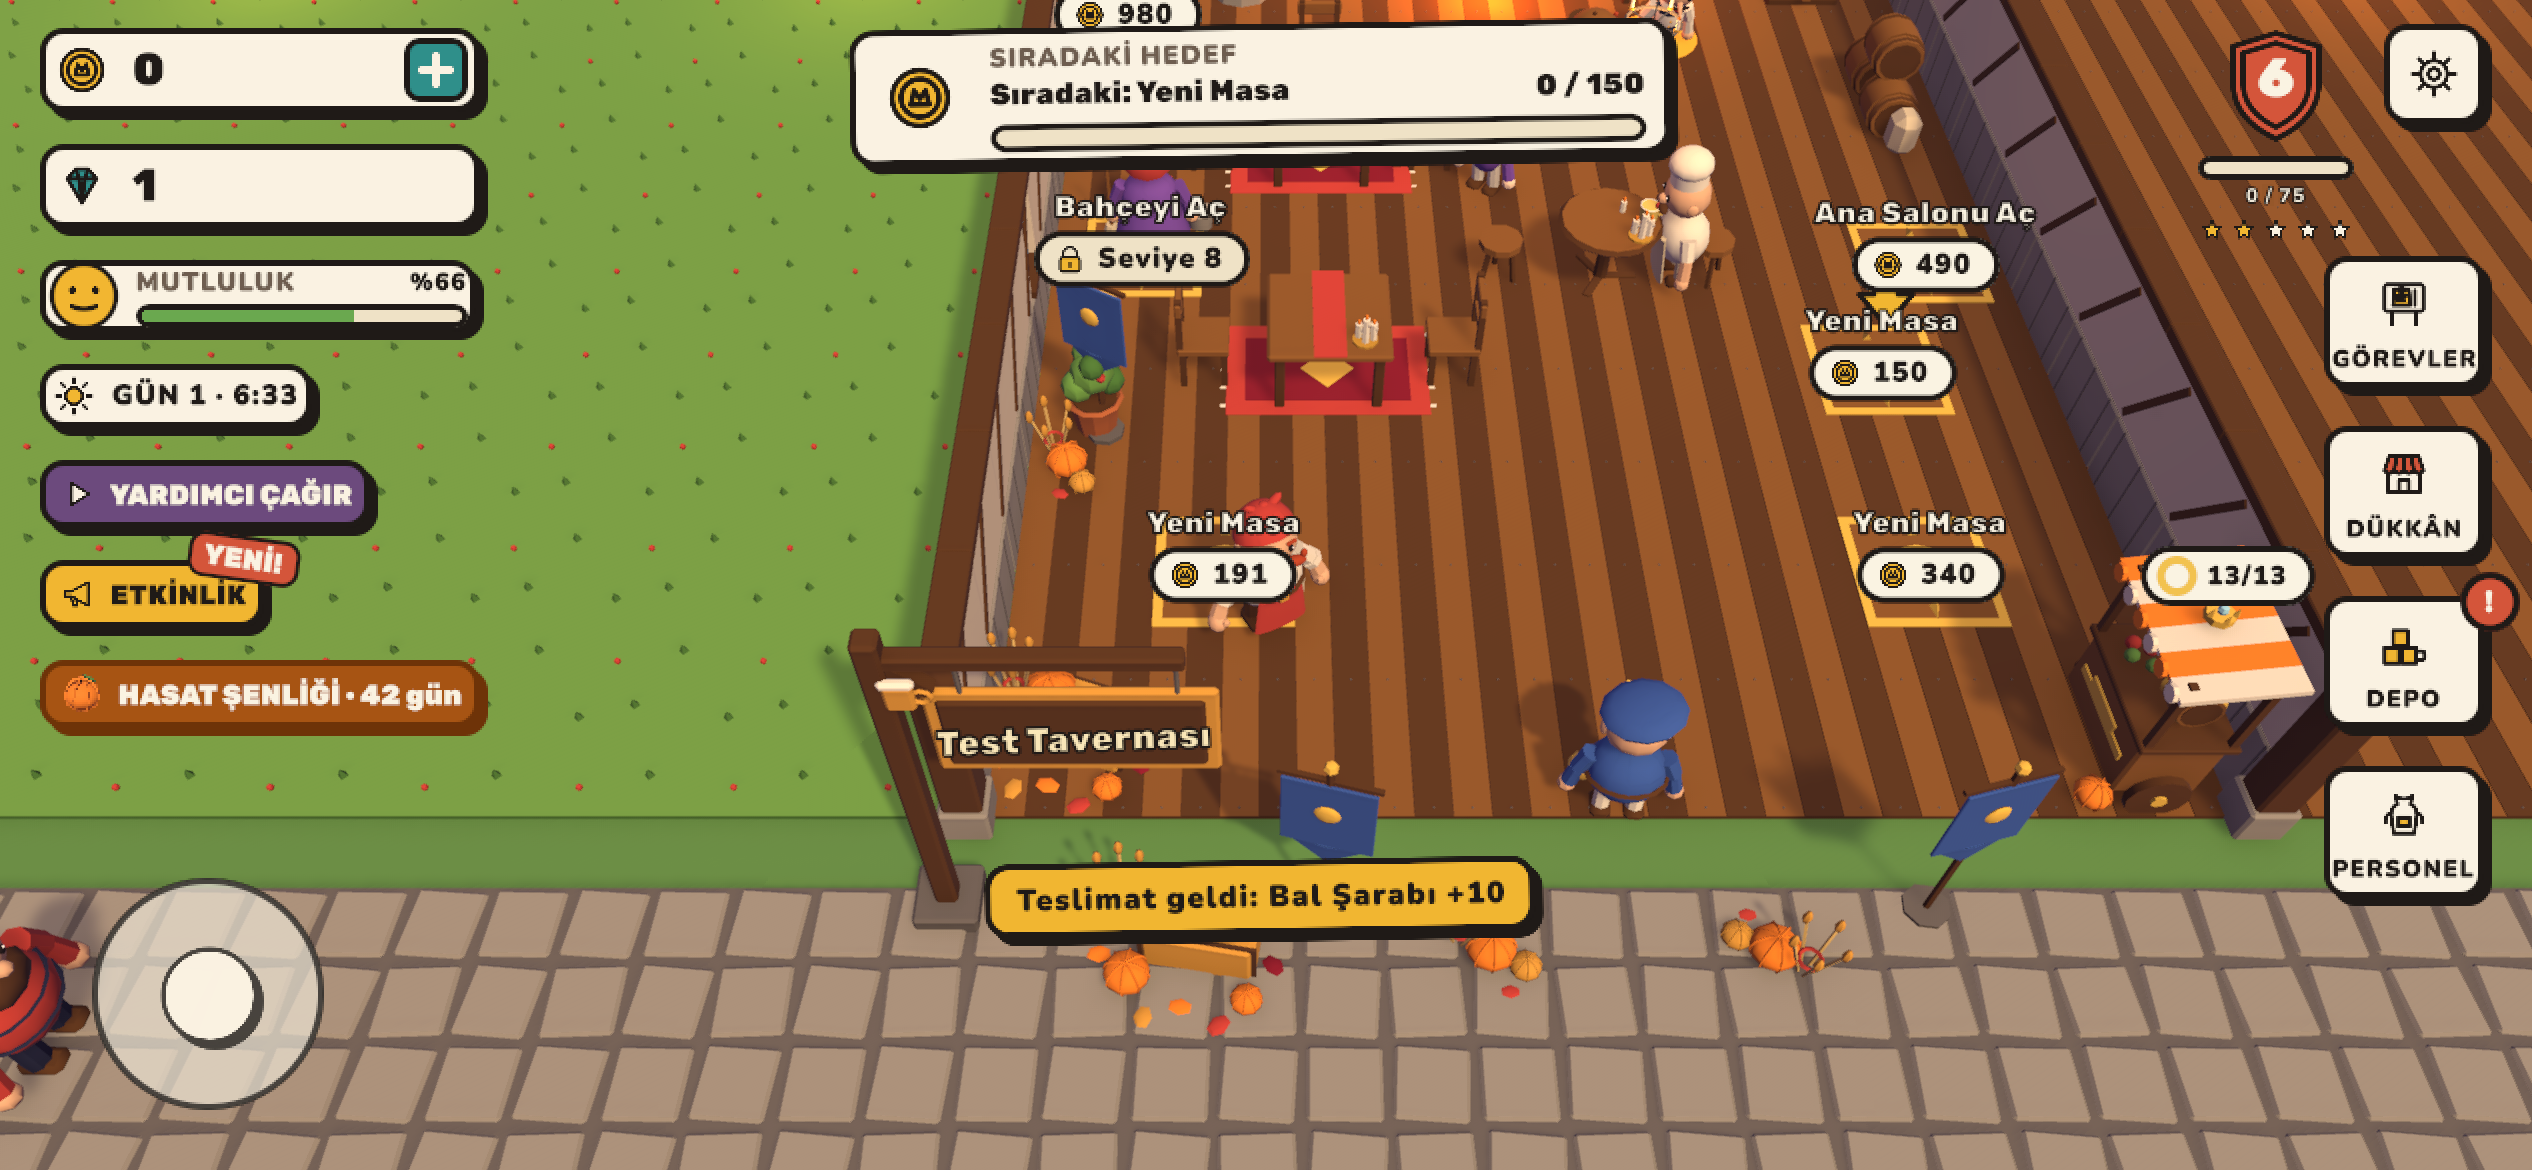 0
1
MUTLULUK %66
GÜN 1 · 6:33
YARDIMCI ÇAĞIR
YENİ!
ETKİNLİK
HASAT ŞENLİĞİ · 42 gün
980
SIRADAKİ HEDEF
Sıradaki: Yeni Masa 0 / 150
Bahçeyi Aç
Seviye 8
Ana Salonu Aç
490
Yeni Masa
150
Yeni Masa
191
Yeni Masa
340
13/13
Test Tavernası
Teslimat geldi: Bal Şarabı +10
6
0 / 75
GÖREVLER
DÜKKÂN
!
DEPO
PERSONEL